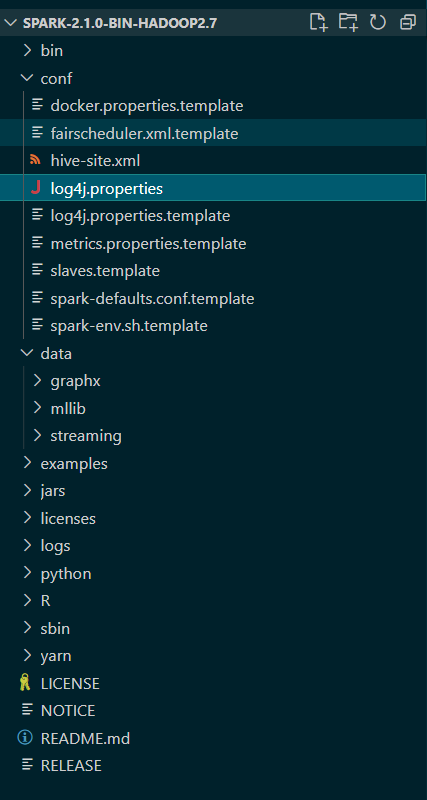 SPARK-2.1.0-BIN-HADOOP2.7
bin
conf
docker.properties.template
fairscheduler.xml.template
hive-site.xml
log4j.properties
log4j.properties.template
metrics.properties.template
slaves.template
spark-defaults.conf.template
spark-env.sh.template
data
graphx
mllib
streaming
examples
jars
licenses
logs
python
R
sbin
yarn
LICENSE
NOTICE
README.md
RELEASE